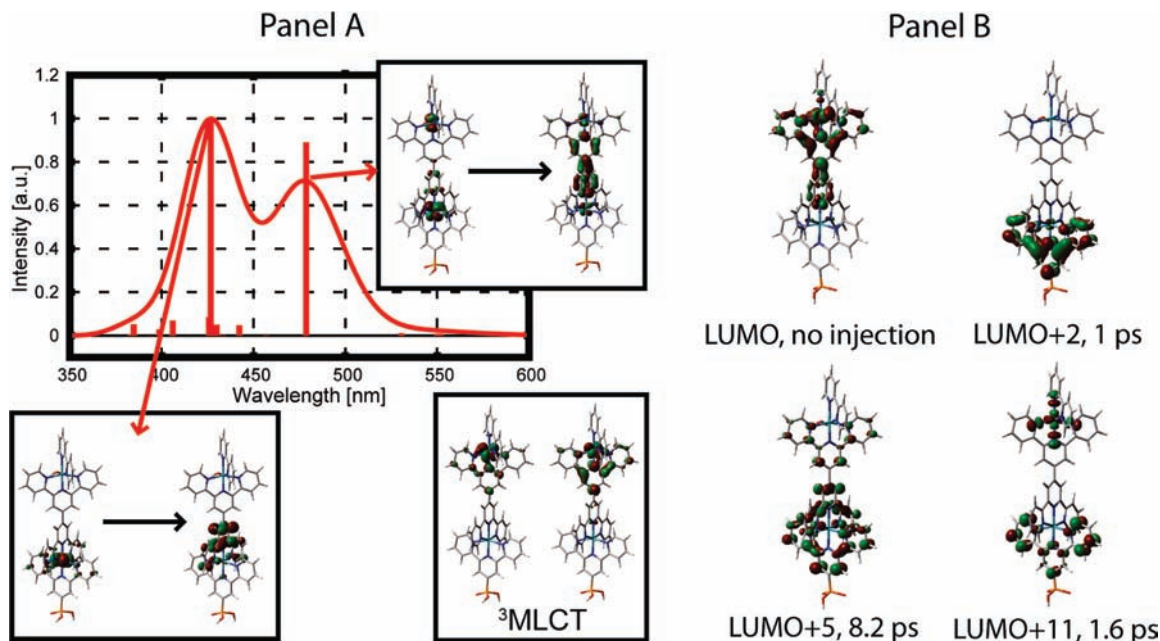 Panel A
Panel B
1.2
1
0.8
0.6
0.4
0.2
0
Intensity [a.u.]
350
400
450
500
550
600
Wavelength [nm]
³MLCT
LUMO, no injection
LUMO+2, 1 ps
LUMO+5, 8.2 ps
LUMO+11, 1.6 ps